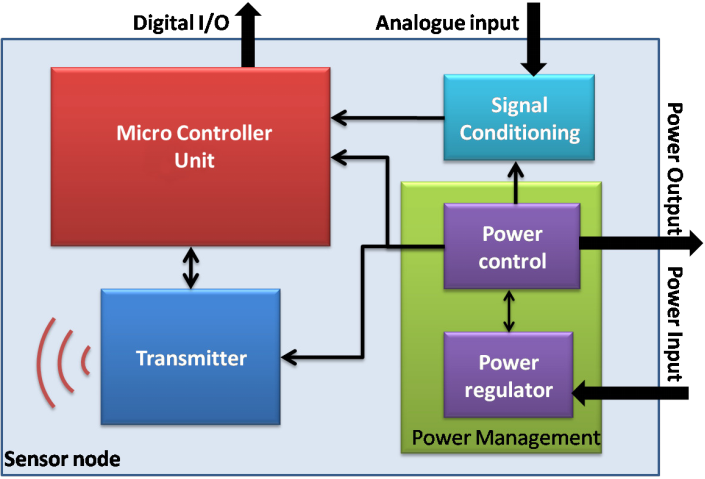 Digital I/O
Analogue input
Micro Controller
Unit
Signal
Conditioning
Power Output
Power
control
Power Input
Transmitter
Power
regulator
Power Management
Sensor node